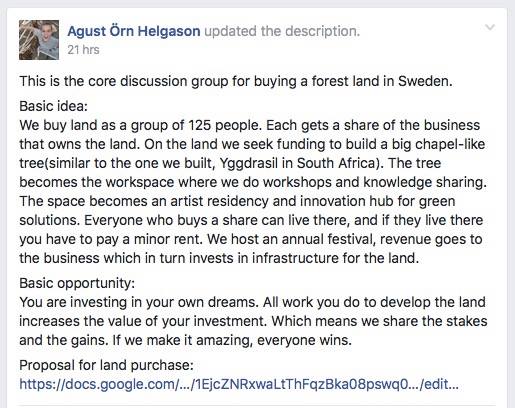 Agust Örn Helgason updated the description.
21 hrs
This is the core discussion group for buying a forest land in Sweden.
Basic idea:
We buy land as a group of 125 people. Each gets a share of the business
that owns the land. On the land we seek funding to build a big chapel-like
tree(similar to the one we built, Yggdrasil in South Africa). The tree
becomes the workspace where we do workshops and knowledge sharing.
The space becomes an artist residency and innovation hub for green
solutions. Everyone who buys a share can live there, and if they live there
you have to pay a minor rent. We host an annual festival, revenue goes to
the business which in turn invests in infrastructure for the land.
Basic opportunity:
You are investing in your own dreams. All work you do to develop the land
increases the value of your investment. Which means we share the stakes
and the gains. If we make it amazing, everyone wins.
Proposal for land purchase:
https://docs.google.com/.../1EjcZNRxwaLtThFqzBka08pswq0.../edit...